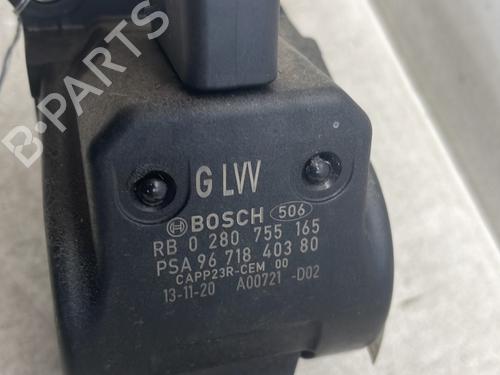 B-PARTS
G LVV
BOSCH 506
RB 0 280 755 165
PSA 96 718 403 80
CAPP23R-CEM 00
13-11-20 A00721 -D02